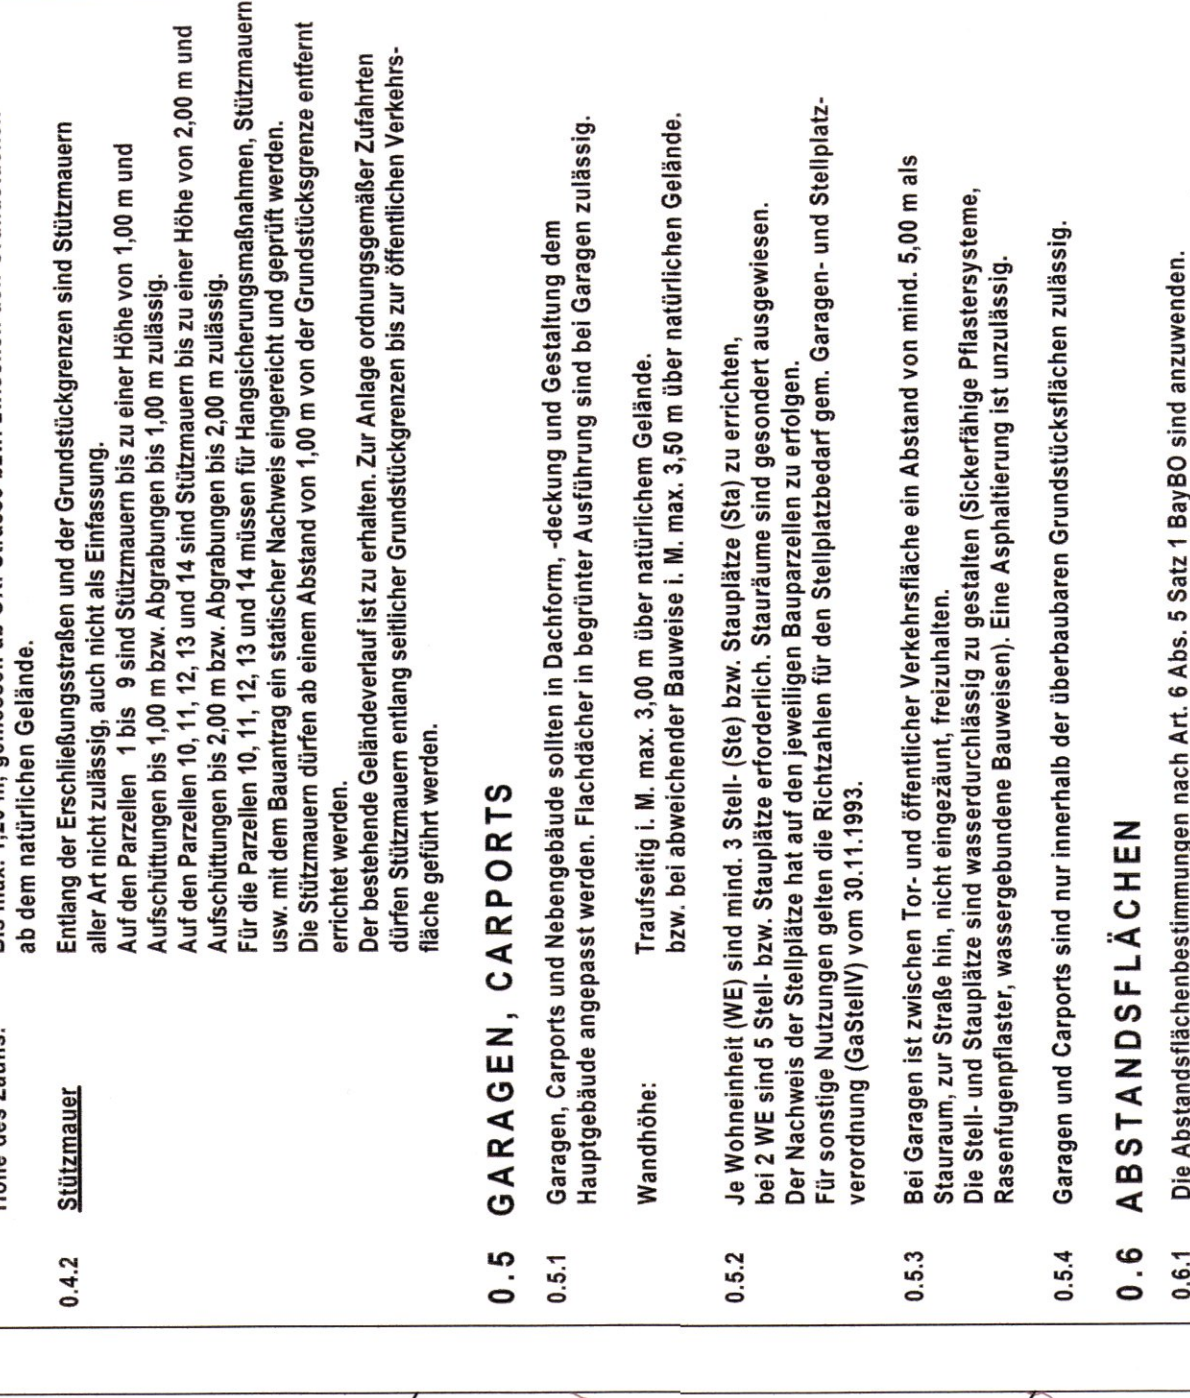 Höhe des Zauns:
ab dem natürlichen Gelände.
0.4.2 Stützmauer Entlang der Erschließungsstraßen und der Grundstückgrenzen sind Stützmauern
aller Art nicht zulässig, auch nicht als Einfassung.
Auf den Parzellen 1 bis 9 sind Stützmauern bis zu einer Höhe von 1,00 m und
Aufschüttungen bis 1,00 m bzw. Abgrabungen bis 1,00 m zulässig.
Auf den Parzellen 10, 11, 12, 13 und 14 sind Stützmauern bis zu einer Höhe von 2,00 m und
Aufschüttungen bis 2,00 m bzw. Abgrabungen bis 2,00 m zulässig.
Für die Parzellen 10, 11, 12, 13 und 14 müssen für Hangsicherungsmaßnahmen, Stützmauern
usw. mit dem Bauantrag ein statischer Nachweis eingereicht und geprüft werden.
Die Stützmauern dürfen ab einem Abstand von 1,00 m von der Grundstücksgrenze entfernt
errichtet werden.
Der bestehende Geländeverlauf ist zu erhalten. Zur Anlage ordnungsgemäßer Zufahrten
dürfen Stützmauern entlang seitlicher Grundstückgrenzen bis zur öffentlichen Verkehrs-
fläche geführt werden.
0.5 GARAGEN, CARPORTS
0.5.1 Garagen, Carports und Nebengebäude sollten in Dachform, -deckung und Gestaltung dem
Hauptgebäude angepasst werden. Flachdächer in begrünter Ausführung sind bei Garagen zulässig.
Wandhöhe: Traufseitig i. M. max. 3,00 m über natürlichem Gelände.
bzw. bei abweichender Bauweise i. M. max. 3,50 m über natürlichen Gelände.
0.5.2 Je Wohneinheit (WE) sind mind. 3 Stell- (Ste) bzw. Stauplätze (Sta) zu errichten,
bei 2 WE sind 5 Stell- bzw. Stauplätze erforderlich. Stauräume sind gesondert ausgewiesen.
Der Nachweis der Stellplätze hat auf den jeweiligen Bauparzellen zu erfolgen.
Für sonstige Nutzungen gelten die Richtzahlen für den Stellplatzbedarf gem. Garagen- und Stellplatz-
verordnung (GaStellV) vom 30.11.1993.
0.5.3 Bei Garagen ist zwischen Tor- und öffentlicher Verkehrsfläche ein Abstand von mind. 5,00 m als
Stauraum, zur Straße hin, nicht eingezäunt, freizuhalten.
Die Stell- und Stauplätze sind wasserdurchlässig zu gestalten (Sickerfähige Pflastersysteme,
Rasenfugenpflaster, wassergebundene Bauweisen). Eine Asphaltierung ist unzulässig.
0.5.4 Garagen und Carports sind nur innerhalb der überbaubaren Grundstücksflächen zulässig.
0.6 ABSTANDSFLÄCHEN
0.6.1 Die Abstandsflächenbestimmungen nach Art. 6 Abs. 5 Satz 1 BayBO sind anzuwenden.